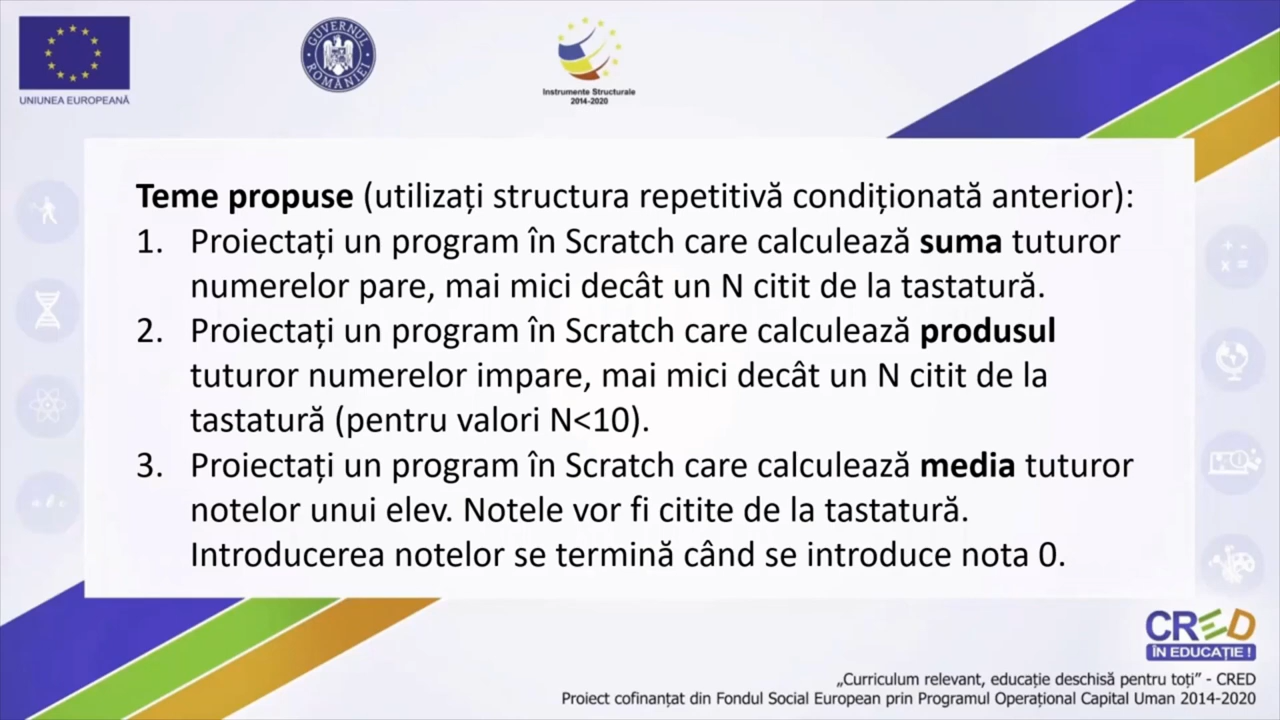 UNIUNEA EUROPEANĂ
GUVERNUL ROMÂNIEI
Instrumente Structurale
2014-2020
Teme propuse (utilizați structura repetitivă condiționată anterior):
1. Proiectați un program în Scratch care calculează suma tuturor
numerelor pare, mai mici decât un N citit de la tastatură.
2. Proiectați un program în Scratch care calculează produsul
tuturor numerelor impare, mai mici decât un N citit de la
tastatură (pentru valori N<10).
3. Proiectați un program în Scratch care calculează media tuturor
notelor unui elev. Notele vor fi citite de la tastatură.
Introducerea notelor se termină când se introduce nota 0.
CRED
ÎN EDUCAȚIE !
„Curriculum relevant, educație deschisă pentru toți” - CRED
Proiect cofinanțat din Fondul Social European prin Programul Operațional Capital Uman 2014-2020